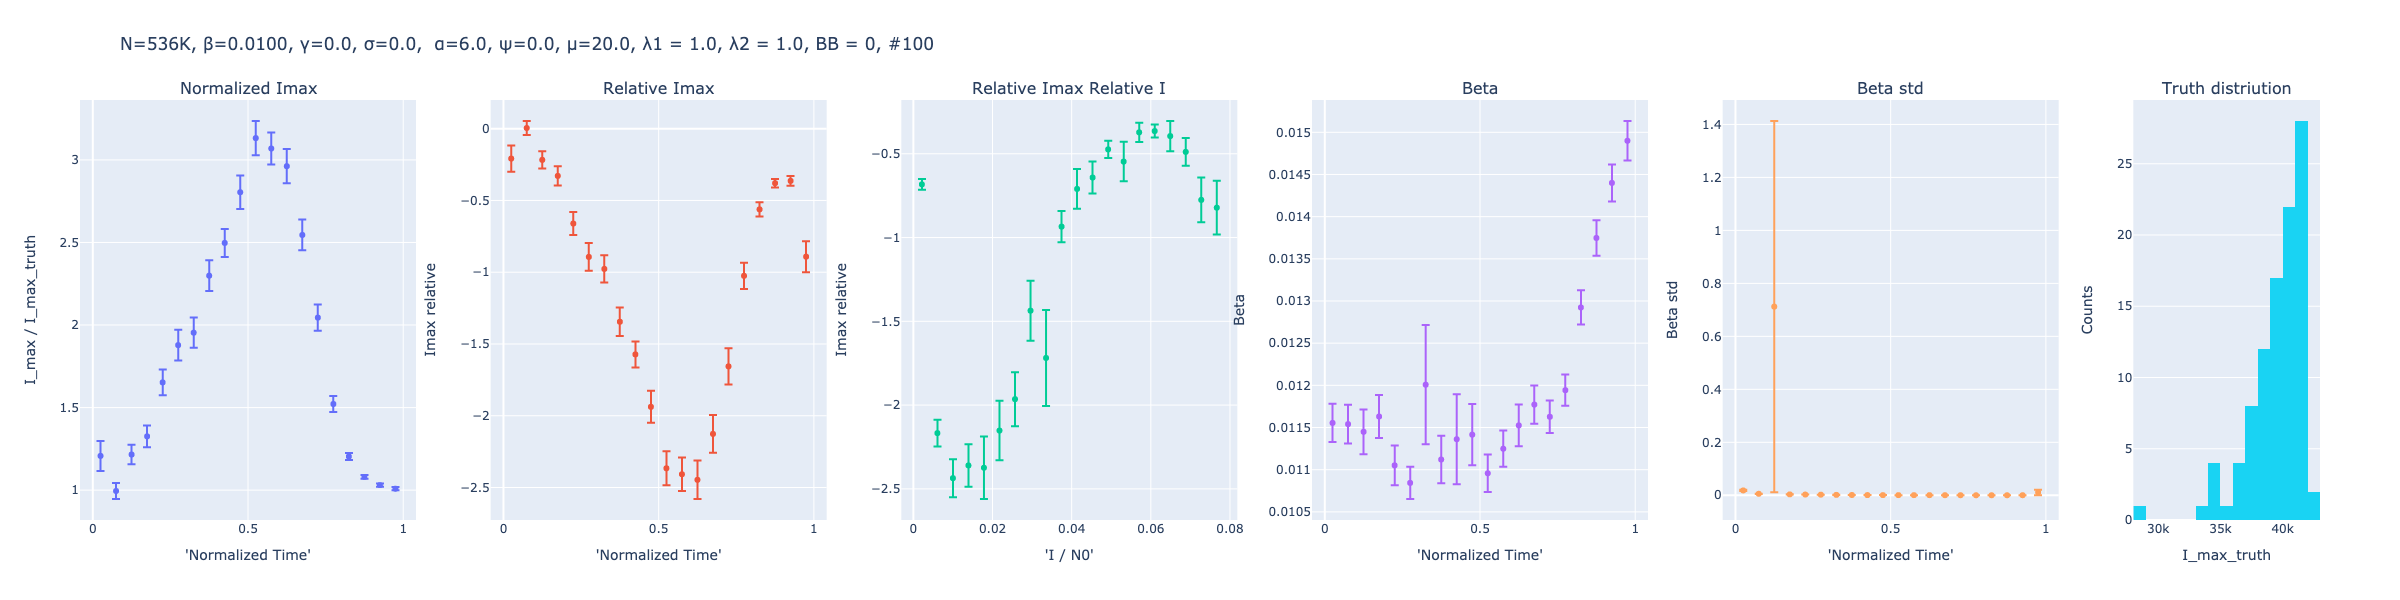 N=536K, β=0.0100, γ=0.0, σ=0.0,  α=6.0, ψ=0.0, μ=20.0, λ1 = 1.0, λ2 = 1.0, BB = 0, #100
Normalized Imax
I_max / I_max_truth
3
2.5
2
1.5
1
0
0.5
1
'Normalized Time'
Relative Imax
Imax relative
0
−0.5
−1
−1.5
−2
−2.5
0
0.5
1
'Normalized Time'
Relative Imax Relative I
Imax relative
−0.5
−1
−1.5
−2
−2.5
0
0.02
0.04
0.06
0.08
'I / N0'
Beta
Beta
0.015
0.0145
0.014
0.0135
0.013
0.0125
0.012
0.0115
0.011
0.0105
0
0.5
1
'Normalized Time'
Beta std
Beta std
1.4
1.2
1
0.8
0.6
0.4
0.2
0
0
0.5
1
'Normalized Time'
Truth distriution
Counts
25
20
15
10
5
0
30k
35k
40k
I_max_truth